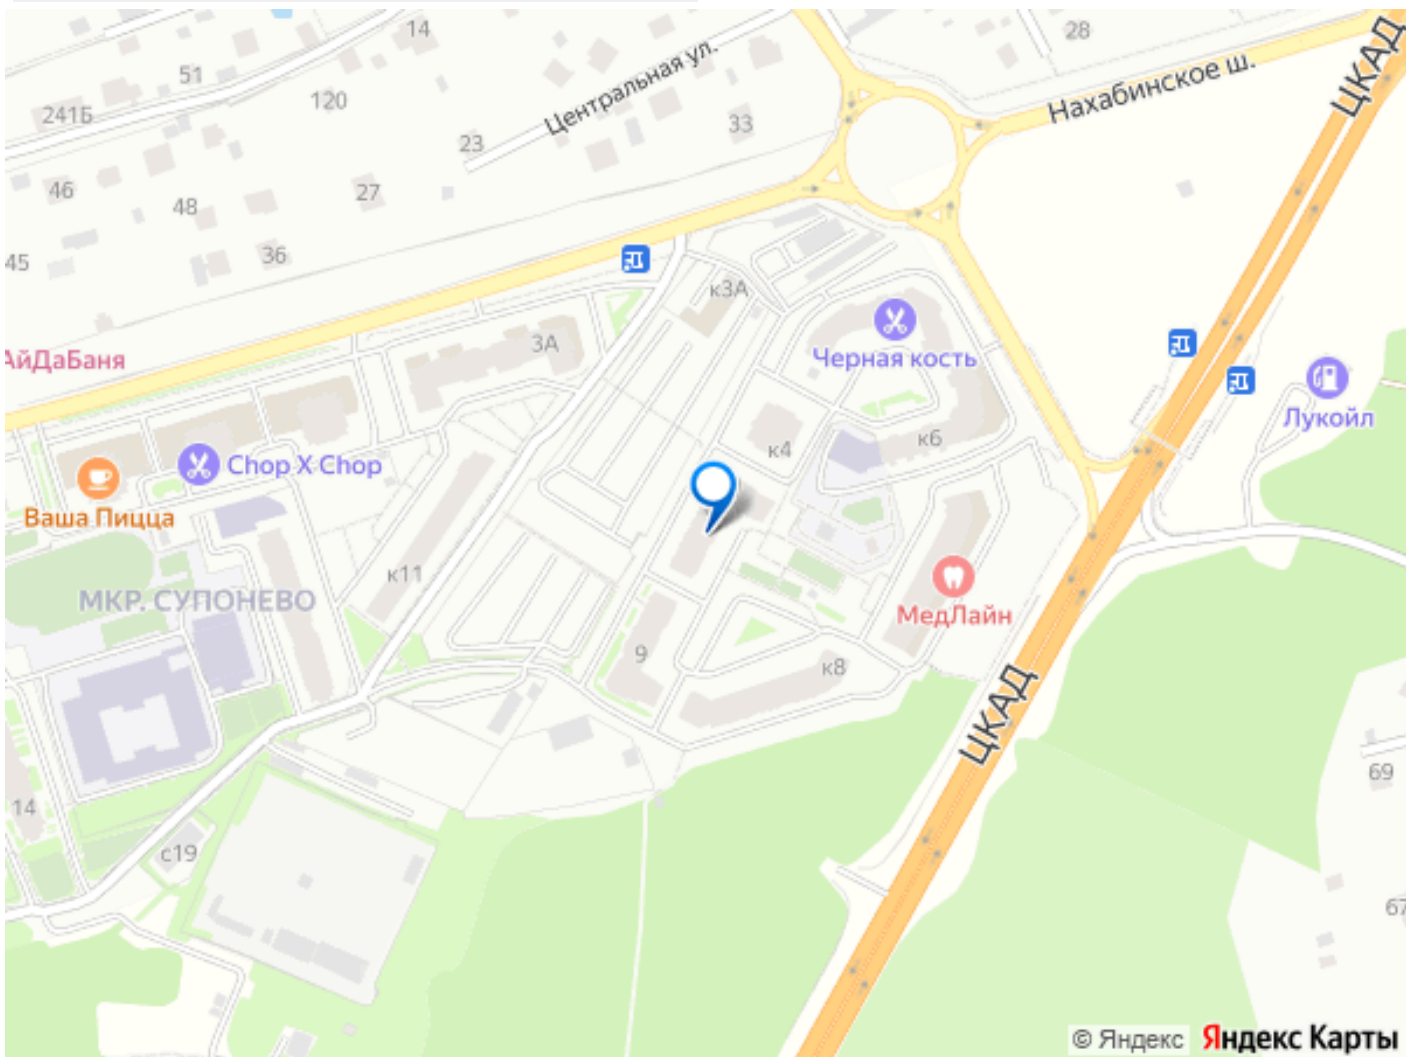 14
28
ЦКАД
51
Центральная ул.
Нахабинское ш.
120
241Б
33
23
46
27
48
36
45
к3А
Черная кость
3А
АйДаБаня
Лукойл
к6
к4
Chop X Chop
Ваша Пицца
к11
МКР. СУПОНЕВО
МедЛайн
9
к8
ЦКАД
69
14
с19
67
© Яндекс Яндекс Карты